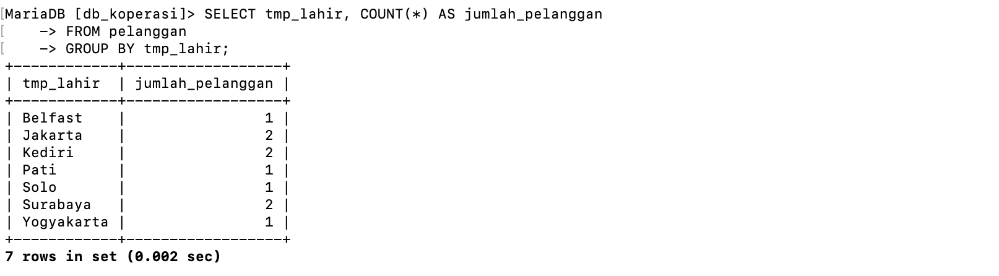 [MariaDB [db_koperasi]> SELECT tmp_lahir, COUNT(*) AS jumlah_pelanggan
[    -> FROM pelanggan
[    -> GROUP BY tmp_lahir;
+------------+------------------+
| tmp_lahir  | jumlah_pelanggan |
+------------+------------------+
| Belfast    |                1 |
| Jakarta    |                2 |
| Kediri     |                2 |
| Pati       |                1 |
| Solo       |                1 |
| Surabaya   |                2 |
| Yogyakarta |                1 |
+------------+------------------+
7 rows in set (0.002 sec)